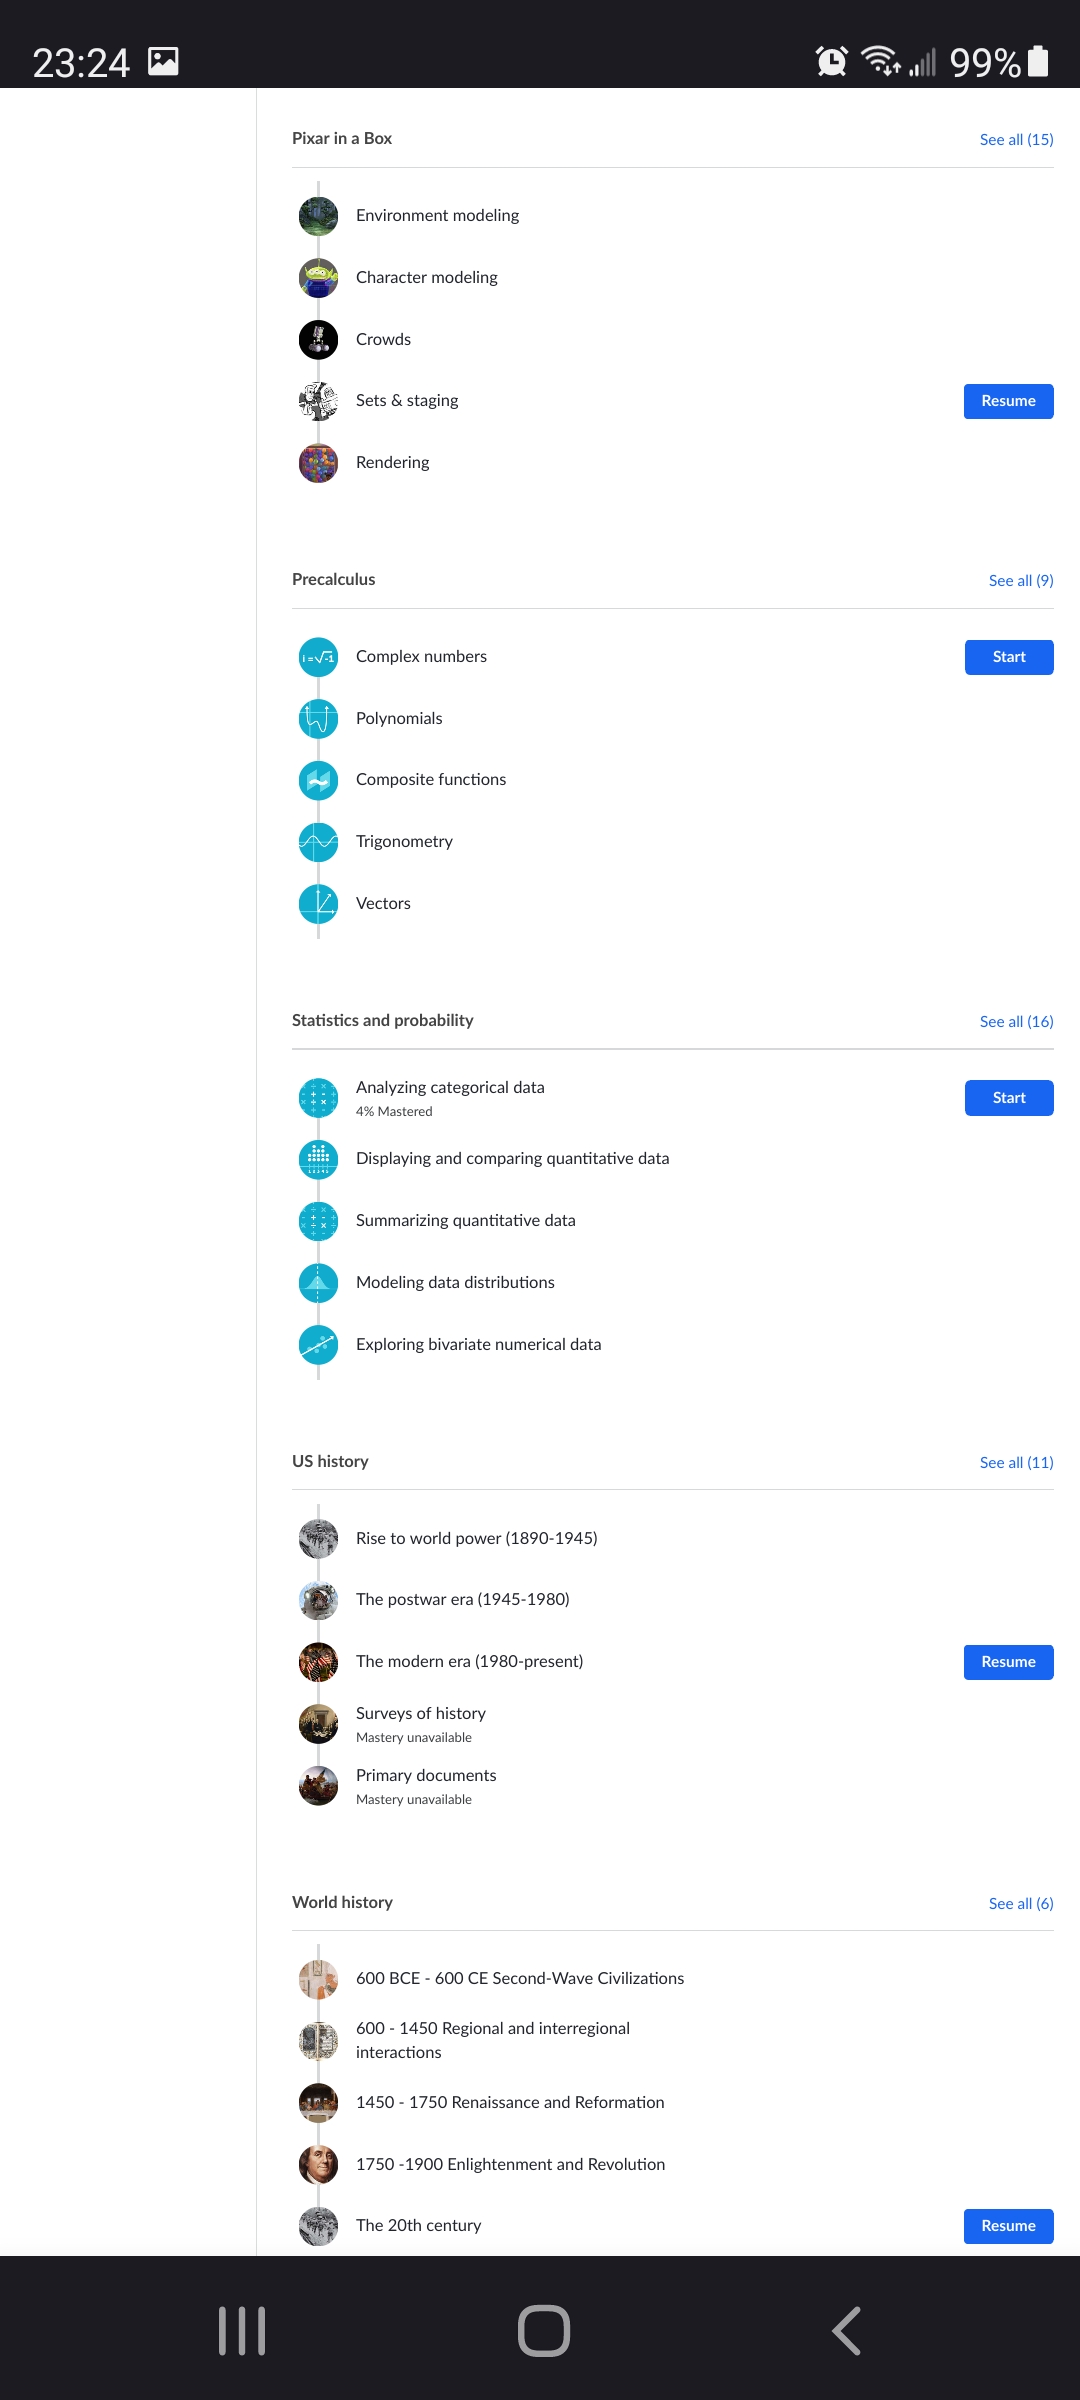 23:24
99%
Pixar in a Box
See all (15)
Environment modeling
Character modeling
Crowds
Sets & staging
Resume
Rendering
Precalculus
See all (9)
i = √-1
Complex numbers
Start
Polynomials
Composite functions
Trigonometry
Vectors
Statistics and probability
See all (16)
Analyzing categorical data
4% Mastered
Start
Displaying and comparing quantitative data
Summarizing quantitative data
Modeling data distributions
Exploring bivariate numerical data
US history
See all (11)
Rise to world power (1890-1945)
The postwar era (1945-1980)
The modern era (1980-present)
Resume
Surveys of history
Mastery unavailable
Primary documents
Mastery unavailable
World history
See all (6)
600 BCE - 600 CE Second-Wave Civilizations
600 - 1450 Regional and interregional
interactions
1450 - 1750 Renaissance and Reformation
1750 -1900 Enlightenment and Revolution
The 20th century
Resume